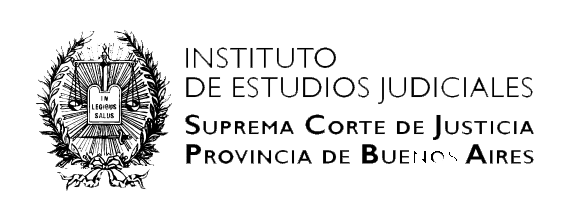 IN
LEGIBUS
SALUS
INSTITUTO
DE ESTUDIOS JUDICIALES
SUPREMA CORTE DE JUSTICIA
PROVINCIA DE BUENOS AIRES